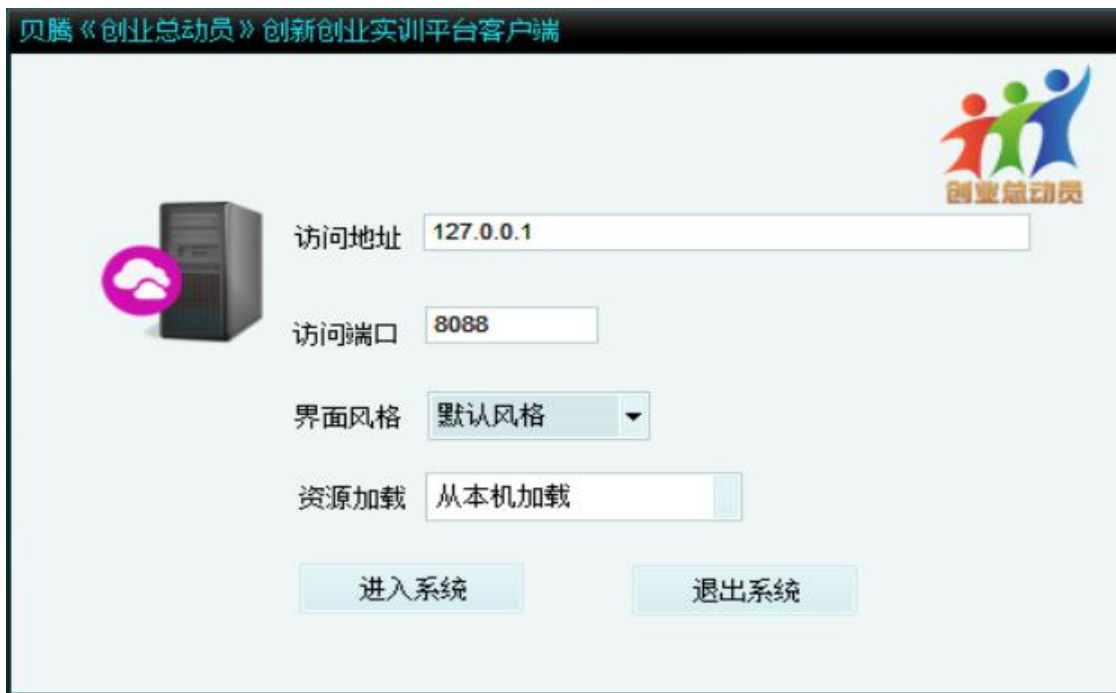 贝腾《创业总动员》创新创业实训平台客户端
创业总动员
访问地址 127.0.0.1
访问端口 8088
界面风格 默认风格
资源加载 从本机加载
进入系统 退出系统